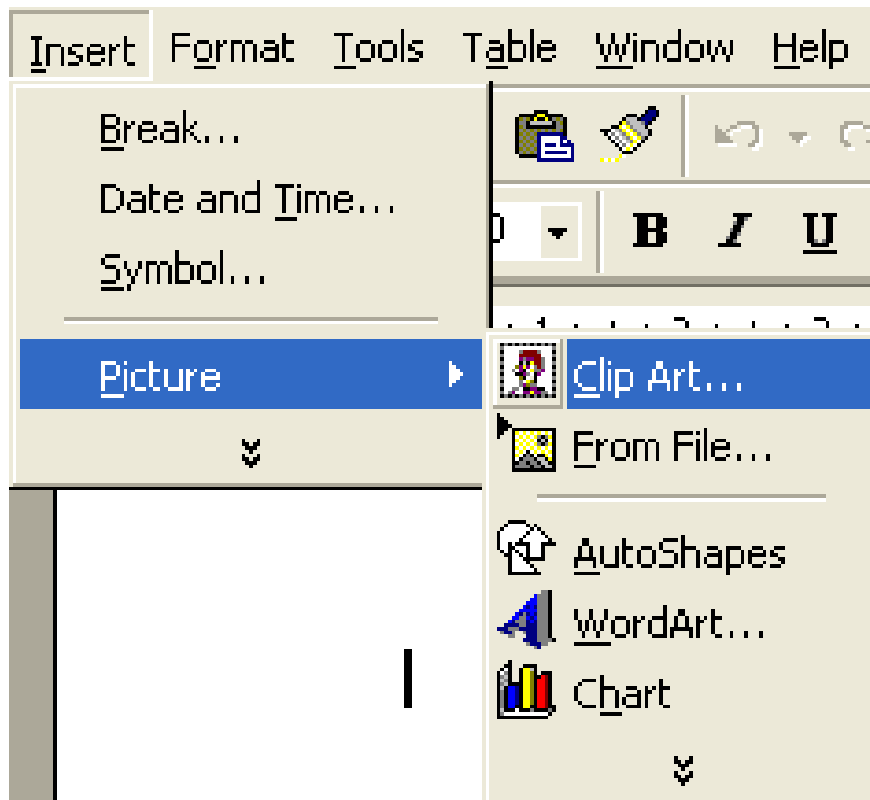 Insert Format Tools Table Window Help
Break...
Date and Time...
Symbol...
B I U
Picture
Clip Art...
From File...
AutoShapes
WordArt...
Chart